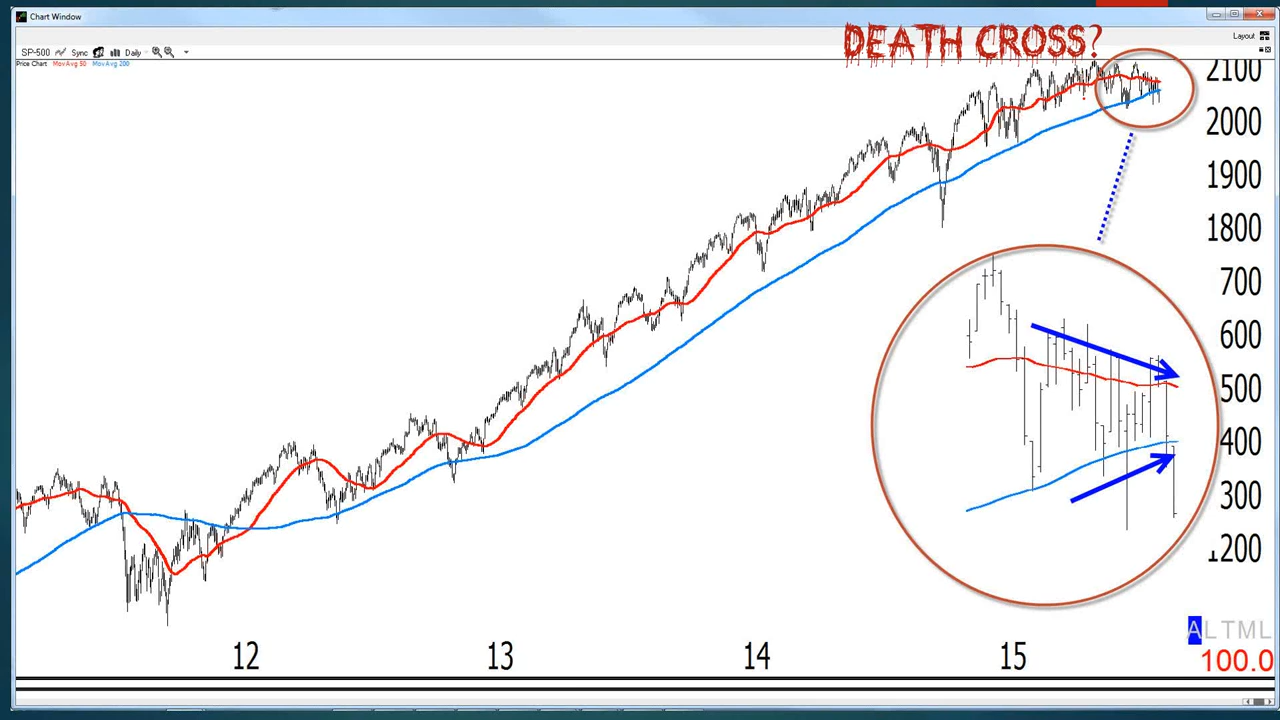 Chart Window
DEATH CROSS?
Layout
SP-500 Sync Daily
Price Chart Mov Avg 50 Mov Avg 200
2100
2000
1900
1800
700
600
500
400
300
1200
ALTML
100.0
12 13 14 15